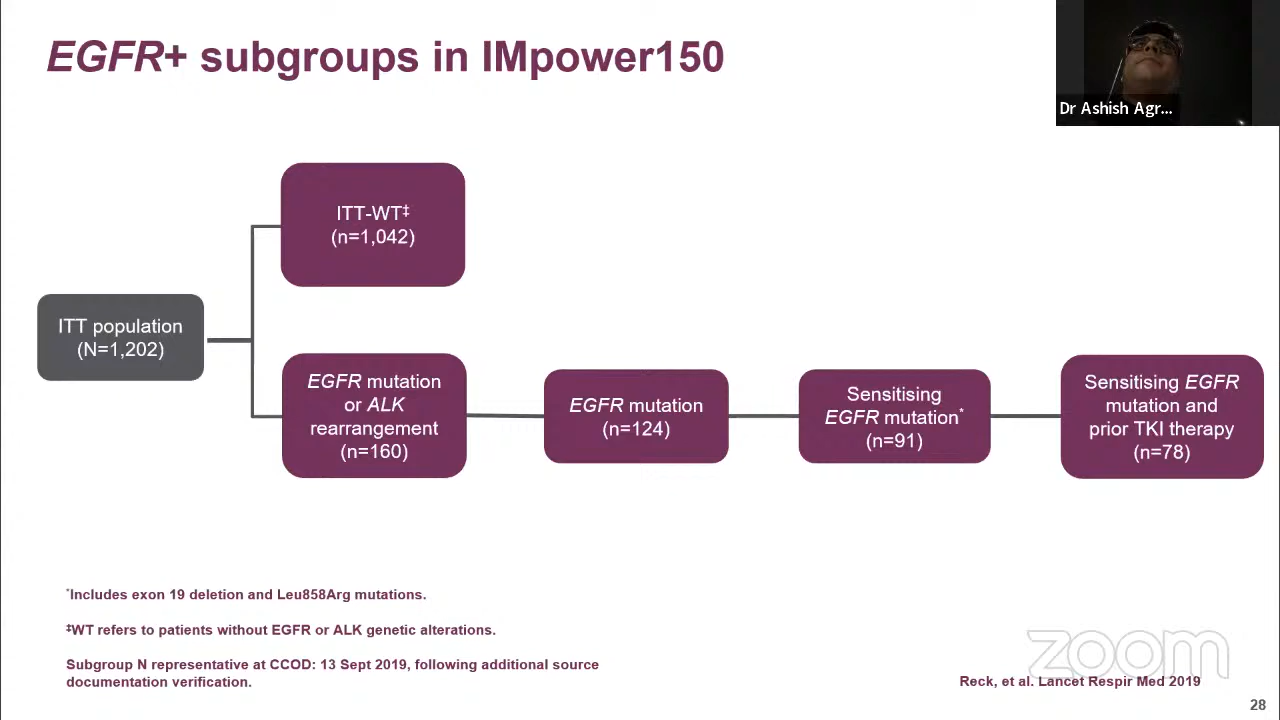 EGFR+ subgroups in IMpower150
Dr Ashish Agr...
ITT-WT‡
(n=1,042)
ITT population
(N=1,202)
EGFR mutation
or ALK
rearrangement
(n=160)
EGFR mutation
(n=124)
Sensitising
EGFR mutation*
(n=91)
Sensitising EGFR
mutation and
prior TKI therapy
(n=78)
*Includes exon 19 deletion and Leu858Arg mutations.
‡WT refers to patients without EGFR or ALK genetic alterations.
Subgroup N representative at CCOD: 13 Sept 2019, following additional source
documentation verification.
zoom
Reck, et al. Lancet Respir Med 2019
28